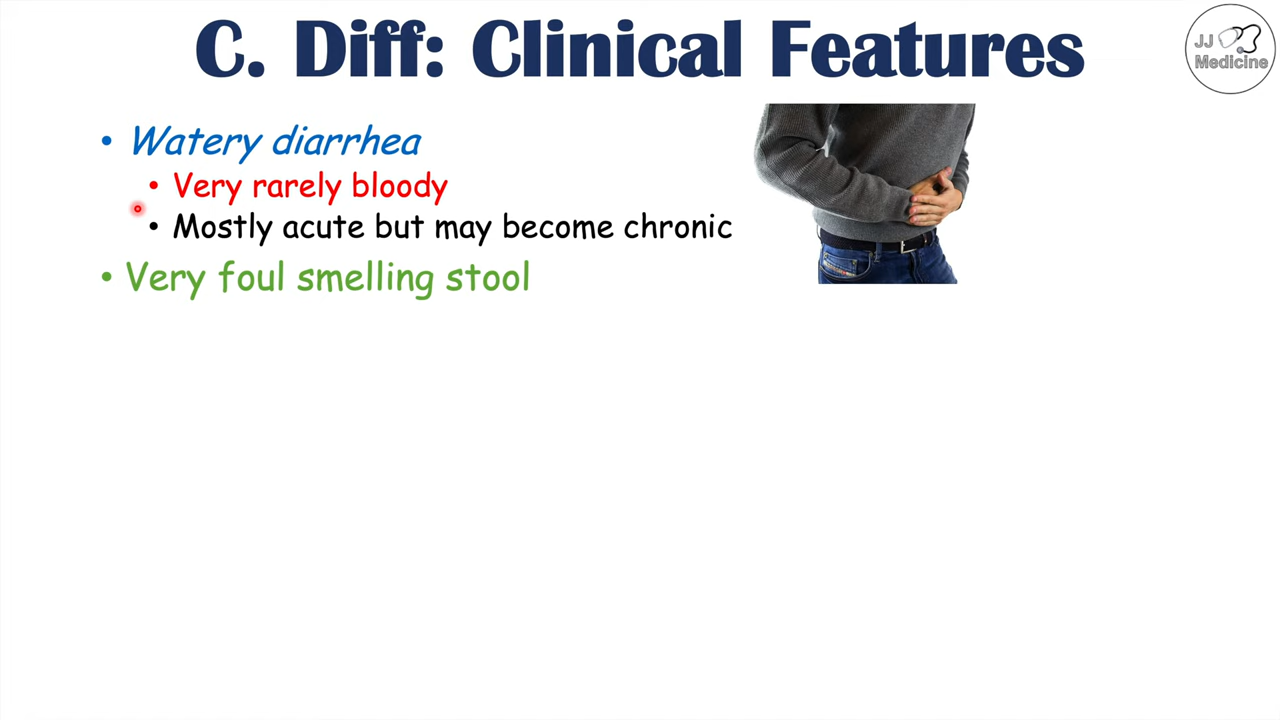 C. Diff: Clinical Features
JJ
Medicine
• Watery diarrhea
• Very rarely bloody
• Mostly acute but may become chronic
• Very foul smelling stool